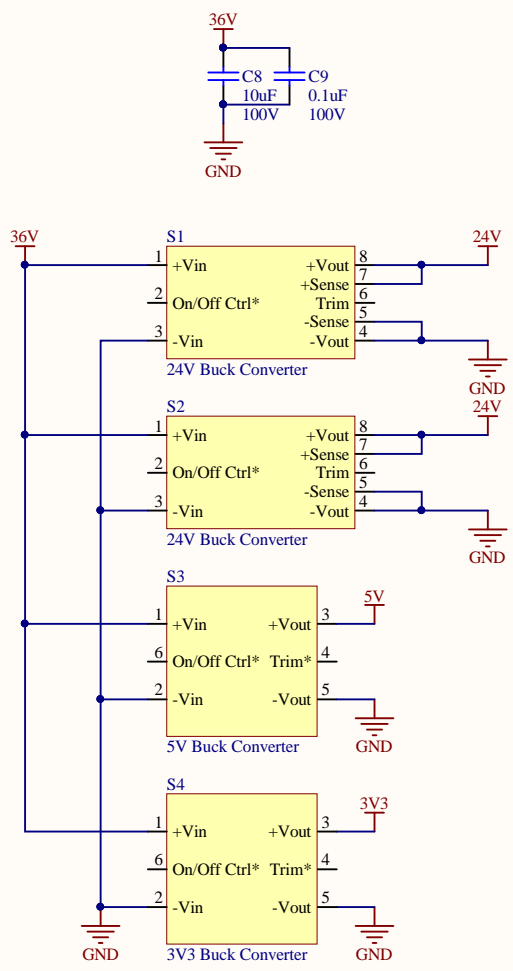 36V
C8
10uF
100V
C9
0.1uF
100V
GND
36V
S1
1 +Vin +Vout 8
+Sense 7
2 On/Off Ctrl* Trim 6
-Sense 5
3 -Vin -Vout 4
24V Buck Converter
24V
GND
S2
1 +Vin +Vout 8
+Sense 7
2 On/Off Ctrl* Trim 6
-Sense 5
3 -Vin -Vout 4
24V Buck Converter
24V
GND
S3
1 +Vin +Vout 3
6 On/Off Ctrl* Trim* 4
2 -Vin -Vout 5
5V Buck Converter
5V
GND
S4
1 +Vin +Vout 3
6 On/Off Ctrl* Trim* 4
2 -Vin -Vout 5
3V3 Buck Converter
3V3
GND
GND